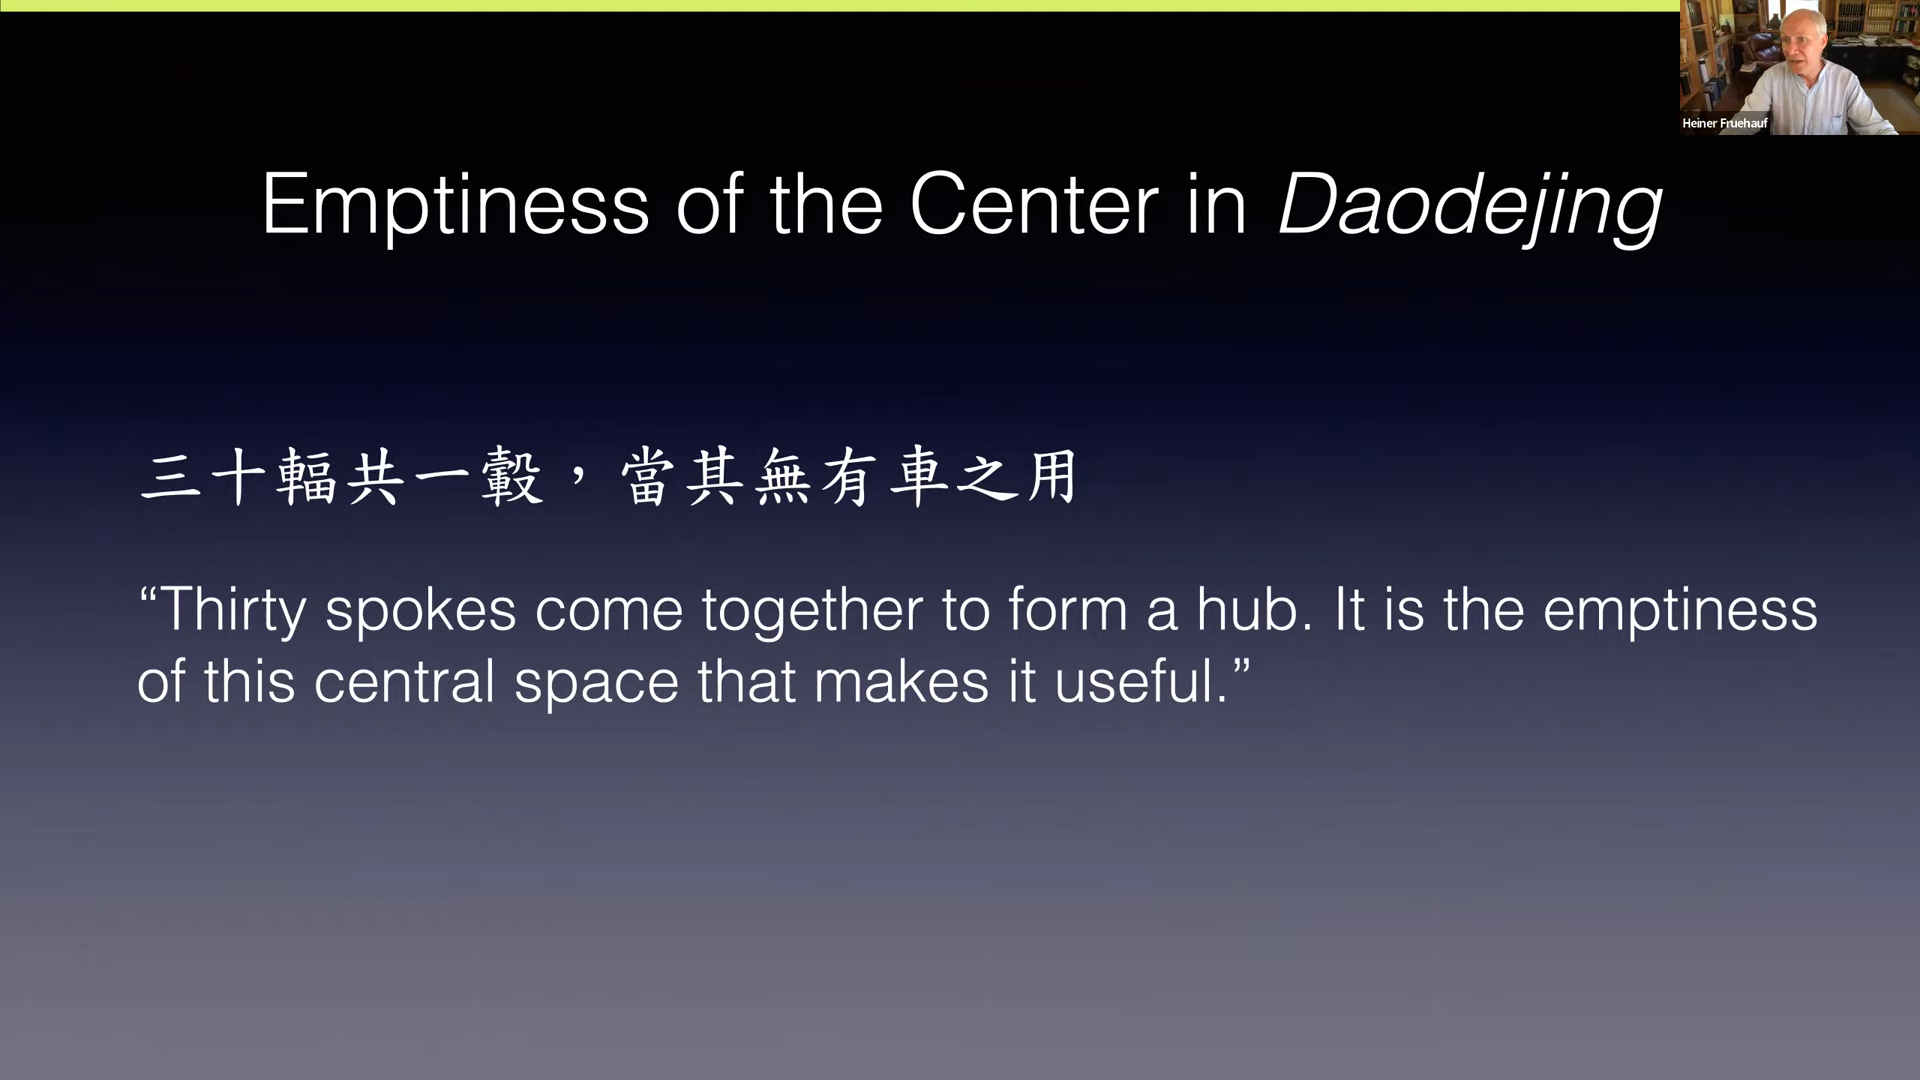 Heiner Fruehauf
Emptiness of the Center in Daodejing
三十輻共一轂，當其無有車之用
“Thirty spokes come together to form a hub. It is the emptiness
of this central space that makes it useful.”